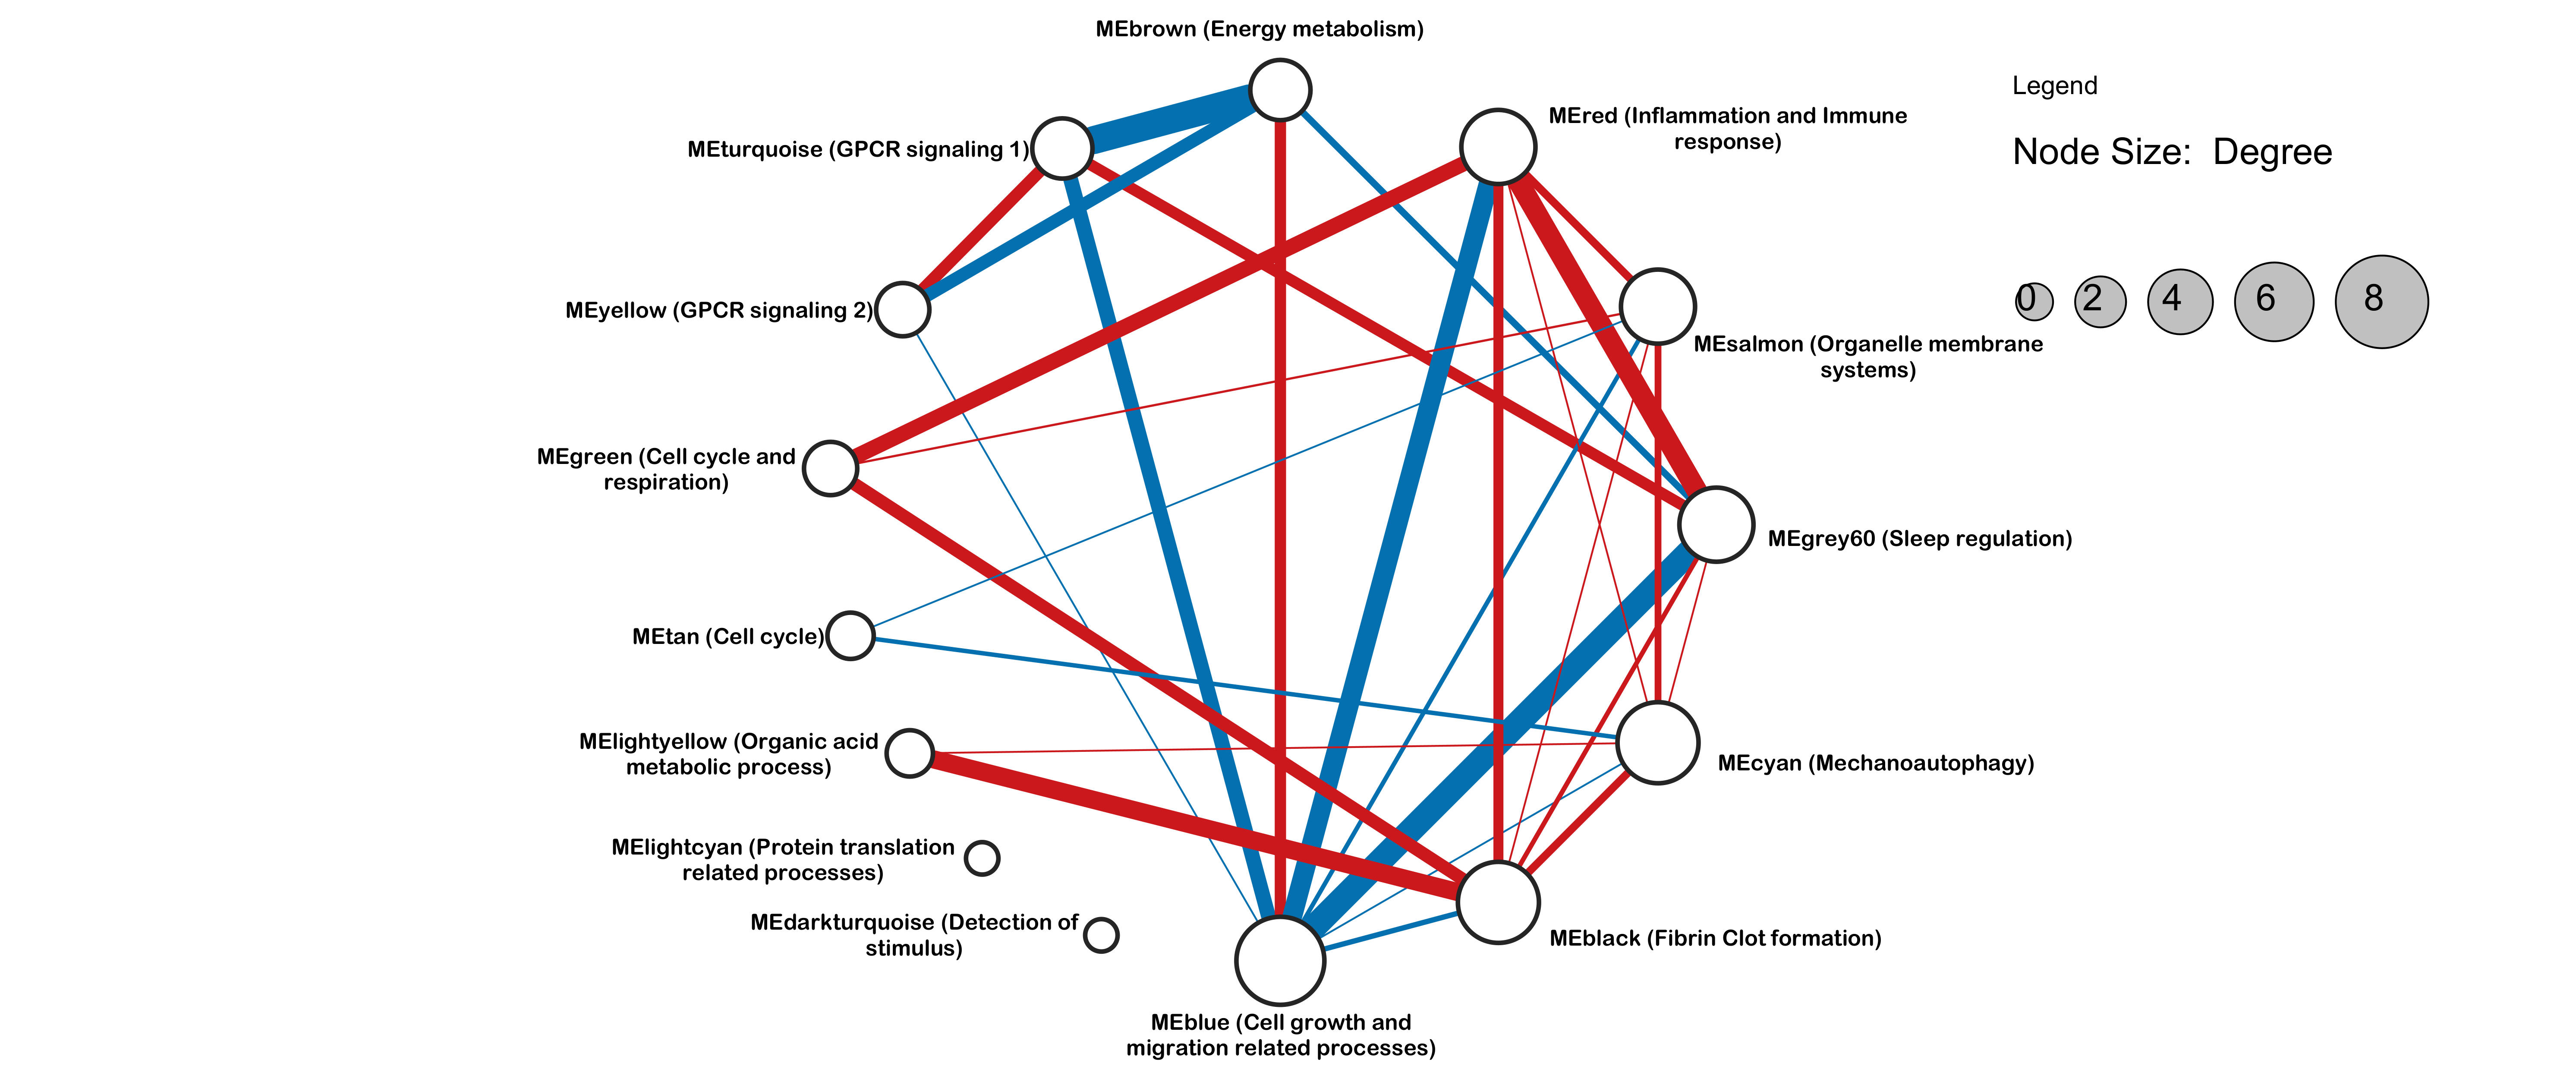 MEbrown (Energy metabolism)
MEred (Inflammation and Immune
response)
MEturquoise (GPCR signaling 1)
MEyellow (GPCR signaling 2)
MEsalmon (Organelle membrane
systems)
MEgreen (Cell cycle and
respiration)
MEgrey60 (Sleep regulation)
MEtan (Cell cycle)
MElightyellow (Organic acid
metabolic process)
MEcyan (Mechanoautophagy)
MElightcyan (Protein translation
related processes)
MEdarkturquoise (Detection of
stimulus)
MEblack (Fibrin Clot formation)
MEblue (Cell growth and
migration related processes)
Legend
Node Size: Degree
0 2 4 6 8